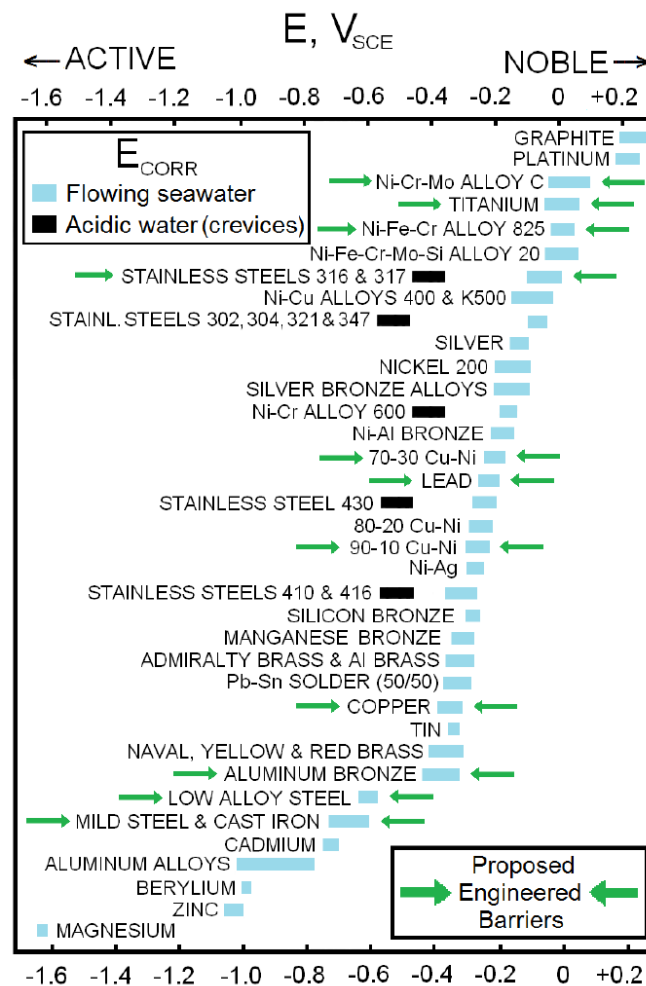 E, VSCE
←ACTIVE NOBLE→
-1.6 -1.4 -1.2 -1.0 -0.8 -0.6 -0.4 -0.2 0 +0.2
ECORR
Flowing seawater
Acidic water (crevices)
GRAPHITE
PLATINUM
Ni-Cr-Mo ALLOY C
TITANIUM
Ni-Fe-Cr ALLOY 825
Ni-Fe-Cr-Mo-Si ALLOY 20
STAINLESS STEELS 316 & 317
Ni-Cu ALLOYS 400 & K500
STAINL. STEELS 302, 304, 321 & 347
SILVER
NICKEL 200
SILVER BRONZE ALLOYS
Ni-Cr ALLOY 600
Ni-Al BRONZE
70-30 Cu-Ni
LEAD
STAINLESS STEEL 430
80-20 Cu-Ni
90-10 Cu-Ni
Ni-Ag
STAINLESS STEELS 410 & 416
SILICON BRONZE
MANGANESE BRONZE
ADMIRALTY BRASS & Al BRASS
Pb-Sn SOLDER (50/50)
COPPER
TIN
NAVAL, YELLOW & RED BRASS
ALUMINUM BRONZE
LOW ALLOY STEEL
MILD STEEL & CAST IRON
CADMIUM
ALUMINUM ALLOYS
BERYLIUM
ZINC
MAGNESIUM
Proposed
Engineered
Barriers
-1.6 -1.4 -1.2 -1.0 -0.8 -0.6 -0.4 -0.2 0 +0.2